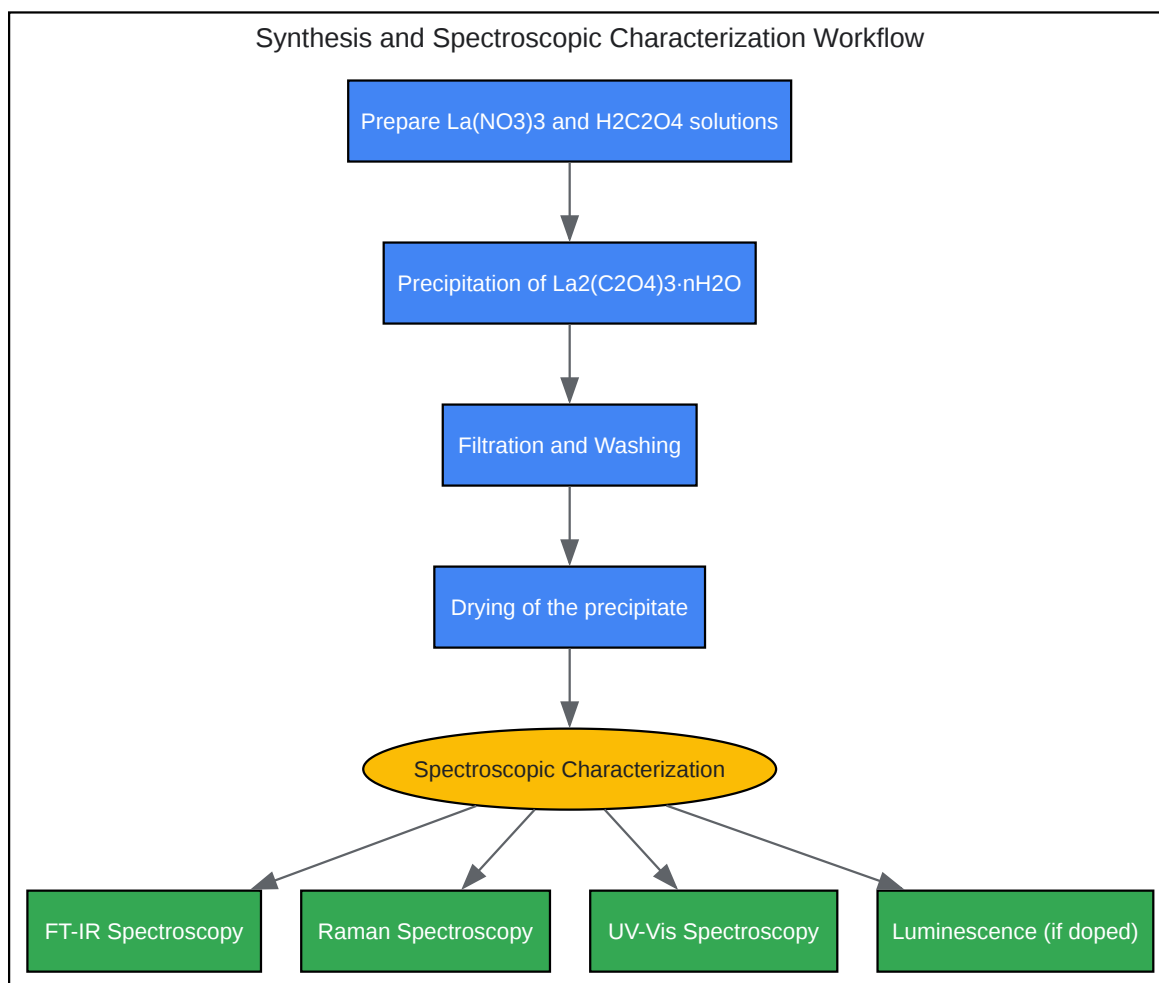 Synthesis and Spectroscopic Characterization Workflow
Prepare La(NO3)3 and H2C2O4 solutions
Precipitation of La2(C2O4)3·nH2O
Filtration and Washing
Drying of the precipitate
Spectroscopic Characterization
FT-IR Spectroscopy
Raman Spectroscopy
UV-Vis Spectroscopy
Luminescence (if doped)